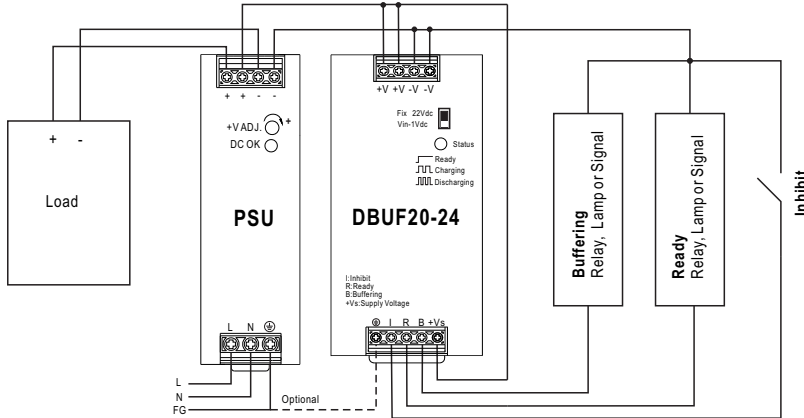 + + - -
+V +V -V -V
Fix 22Vdc
Vin-1Vdc
+V ADJ. +
DC OK
Status
Ready
Charging
Discharging
+ -
Load
PSU
DBUF20-24
Buffering
Relay, Lamp or Signal
Ready
Relay, Lamp or Signal
Inhibit
I:Inhibit
R:Ready
B:Buffering
+Vs:Supply Voltage
L N
I R B +Vs
L
N
FG
Optional